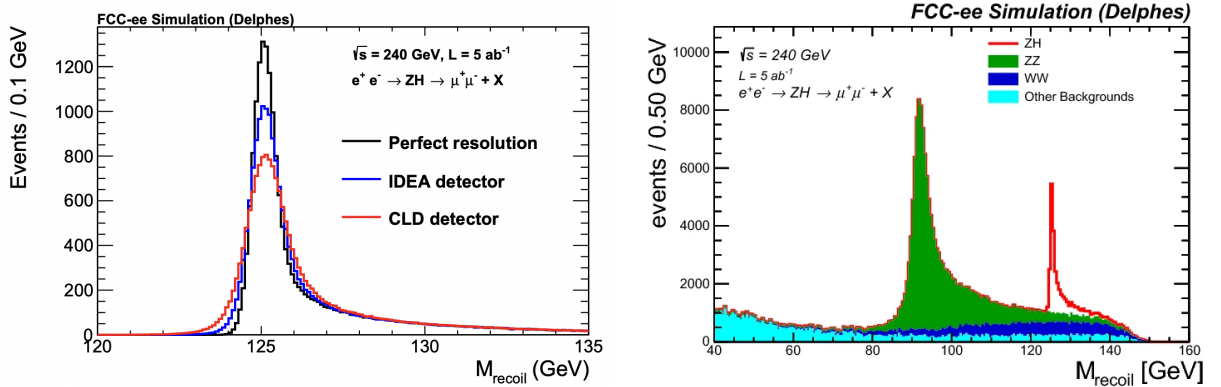 FCC-ee Simulation (Delphes)
√s = 240 GeV, L = 5 ab⁻¹
e⁺ e⁻ → ZH → μ⁺μ⁻ + X
Perfect resolution
IDEA detector
CLD detector
Events / 0.1 GeV
1200
1000
800
600
400
200
0
120 125 130 135
M_recoil (GeV)
FCC-ee Simulation (Delphes)
√s = 240 GeV
L = 5 ab⁻¹
e⁺e⁻ → ZH → μ⁺μ⁻ + X
ZH
ZZ
WW
Other Backgrounds
events / 0.50 GeV
10000
8000
6000
4000
2000
0
40 60 80 100 120 140 160
M_recoil [GeV]